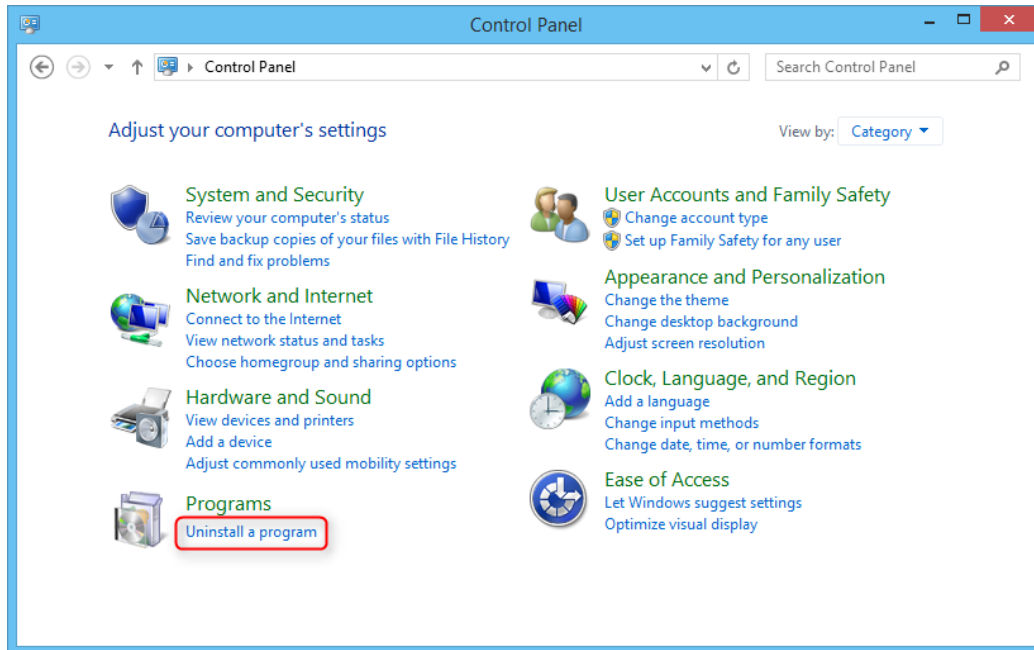 Control Panel
Control Panel
Search Control Panel
Adjust your computer's settings
View by: Category
System and Security
Review your computer's status
Save backup copies of your files with File History
Find and fix problems
Network and Internet
Connect to the Internet
View network status and tasks
Choose homegroup and sharing options
Hardware and Sound
View devices and printers
Add a device
Adjust commonly used mobility settings
Programs
Uninstall a program
User Accounts and Family Safety
Change account type
Set up Family Safety for any user
Appearance and Personalization
Change the theme
Change desktop background
Adjust screen resolution
Clock, Language, and Region
Add a language
Change input methods
Change date, time, or number formats
Ease of Access
Let Windows suggest settings
Optimize visual display